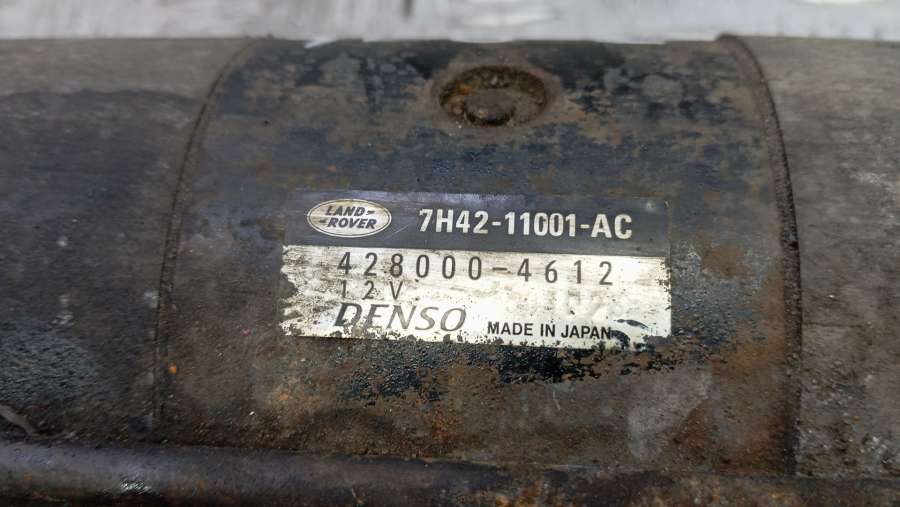 LAND-
-ROVER
7H42-11001-AC
428000-4612
12V
DENSO MADE IN JAPAN